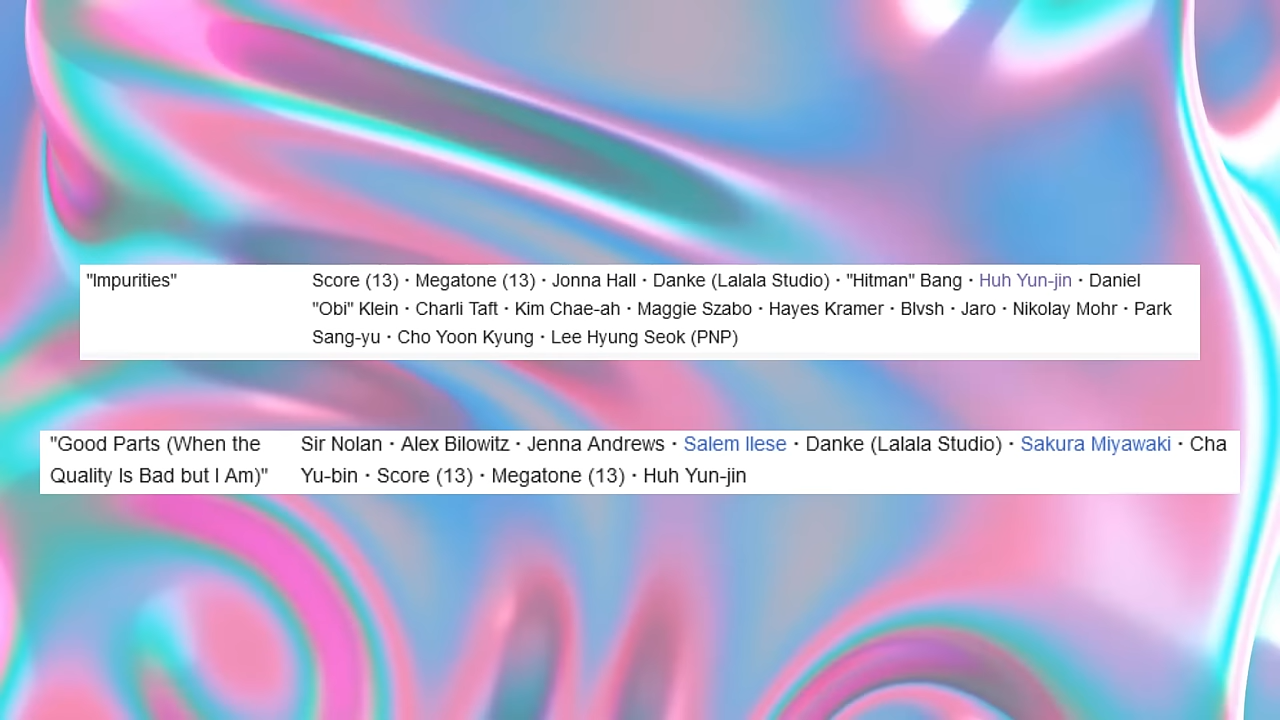 "Impurities" Score (13) · Megatone (13) · Jonna Hall · Danke (Lalala Studio) · "Hitman" Bang · Huh Yun-jin · Daniel
"Obi" Klein · Charli Taft · Kim Chae-ah · Maggie Szabo · Hayes Kramer · Blvsh · Jaro · Nikolay Mohr · Park
Sang-yu · Cho Yoon Kyung · Lee Hyung Seok (PNP)
"Good Parts (When the Sir Nolan · Alex Bilowitz · Jenna Andrews · Salem Ilese · Danke (Lalala Studio) · Sakura Miyawaki · Cha
Quality Is Bad but I Am)" Yu-bin · Score (13) · Megatone (13) · Huh Yun-jin